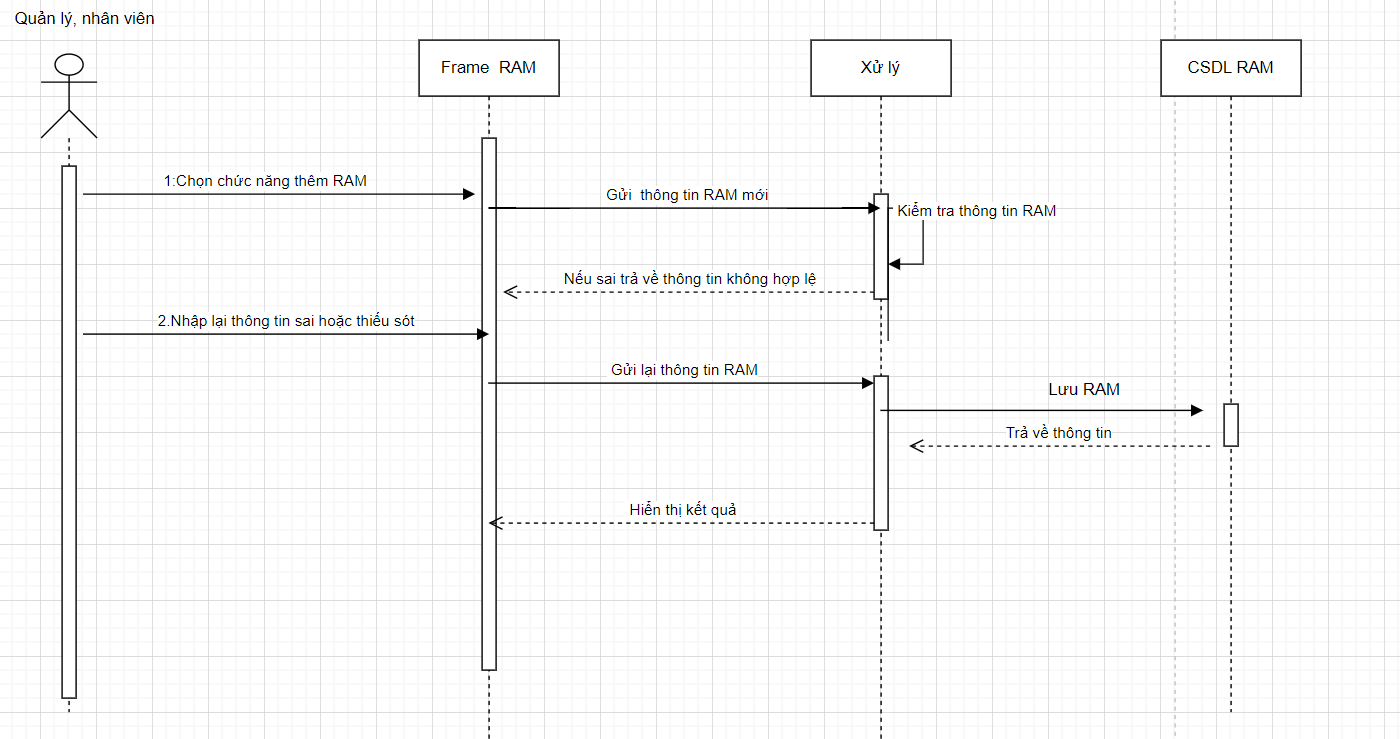 Quản lý, nhân viên
Frame RAM
Xử lý
CSDL RAM
1:Chọn chức năng thêm RAM
Gửi thông tin RAM mới
Kiểm tra thông tin RAM
Nếu sai trả về thông tin không hợp lệ
2.Nhập lại thông tin sai hoặc thiếu sót
Gửi lại thông tin RAM
Lưu RAM
Trả về thông tin
Hiển thị kết quả